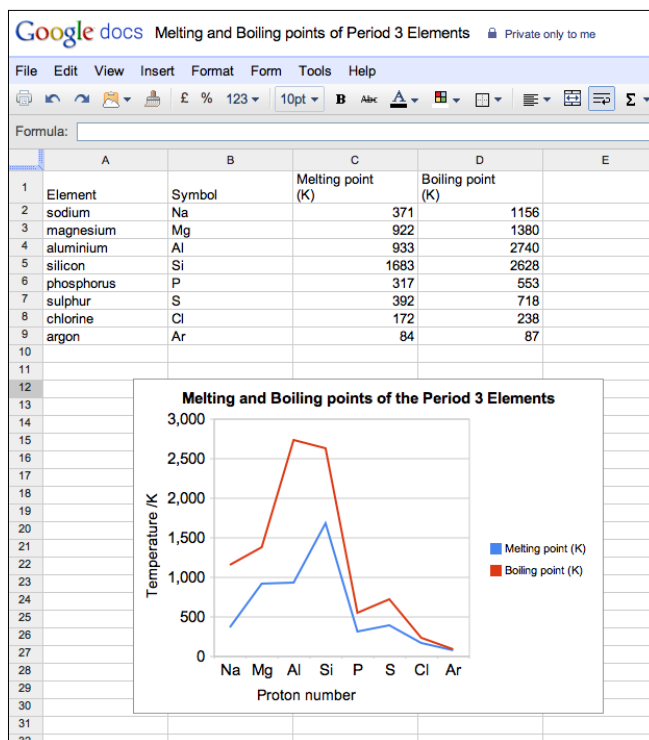 Google docs Melting and Boiling points of Period 3 Elements Private only to me
File Edit View Insert Format Form Tools Help
£ % 123 10pt B Abc A Σ
Formula:
A B C D E
1 Element Symbol Melting point (K) Boiling point (K)
2 sodium Na 371 1156
3 magnesium Mg 922 1380
4 aluminium Al 933 2740
5 silicon Si 1683 2628
6 phosphorus P 317 553
7 sulphur S 392 718
8 chlorine Cl 172 238
9 argon Ar 84 87
10
11
12
13
14
15
16
17
18
19
20
21
22
23
24
25
26
27
28
29
30
31
Melting and Boiling points of the Period 3 Elements
3,000
2,500
2,000
1,500
1,000
500
0
Temperature /K
Na Mg Al Si P S Cl Ar
Proton number
Melting point (K)
Boiling point (K)